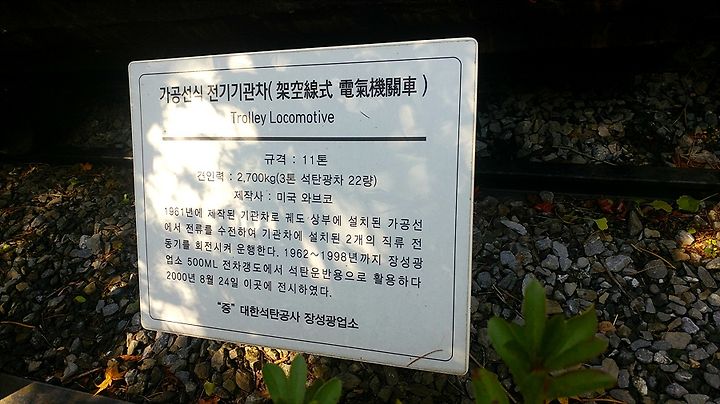 가공선식 전기기관차( 架空線式 電氣機關車 )
Trolley Locomotive
규격 : 11톤
견인력 : 2,700kg(3톤 석탄광차 22량)
제작사 : 미국 와브코
1961년에 제작된 기관차로 궤도 상부에 설치된 가공선
에서 전류를 수전하여 기관차에 설치된 2개의 직류 전
동기를 회전시켜 운행한다. 1962~1998년까지 장성광
업소 500ML 전차갱도에서 석탄운반용으로 활용하다
2000년 8월 24일 이곳에 전시하였다.
"증" 대한석탄공사 장성광업소